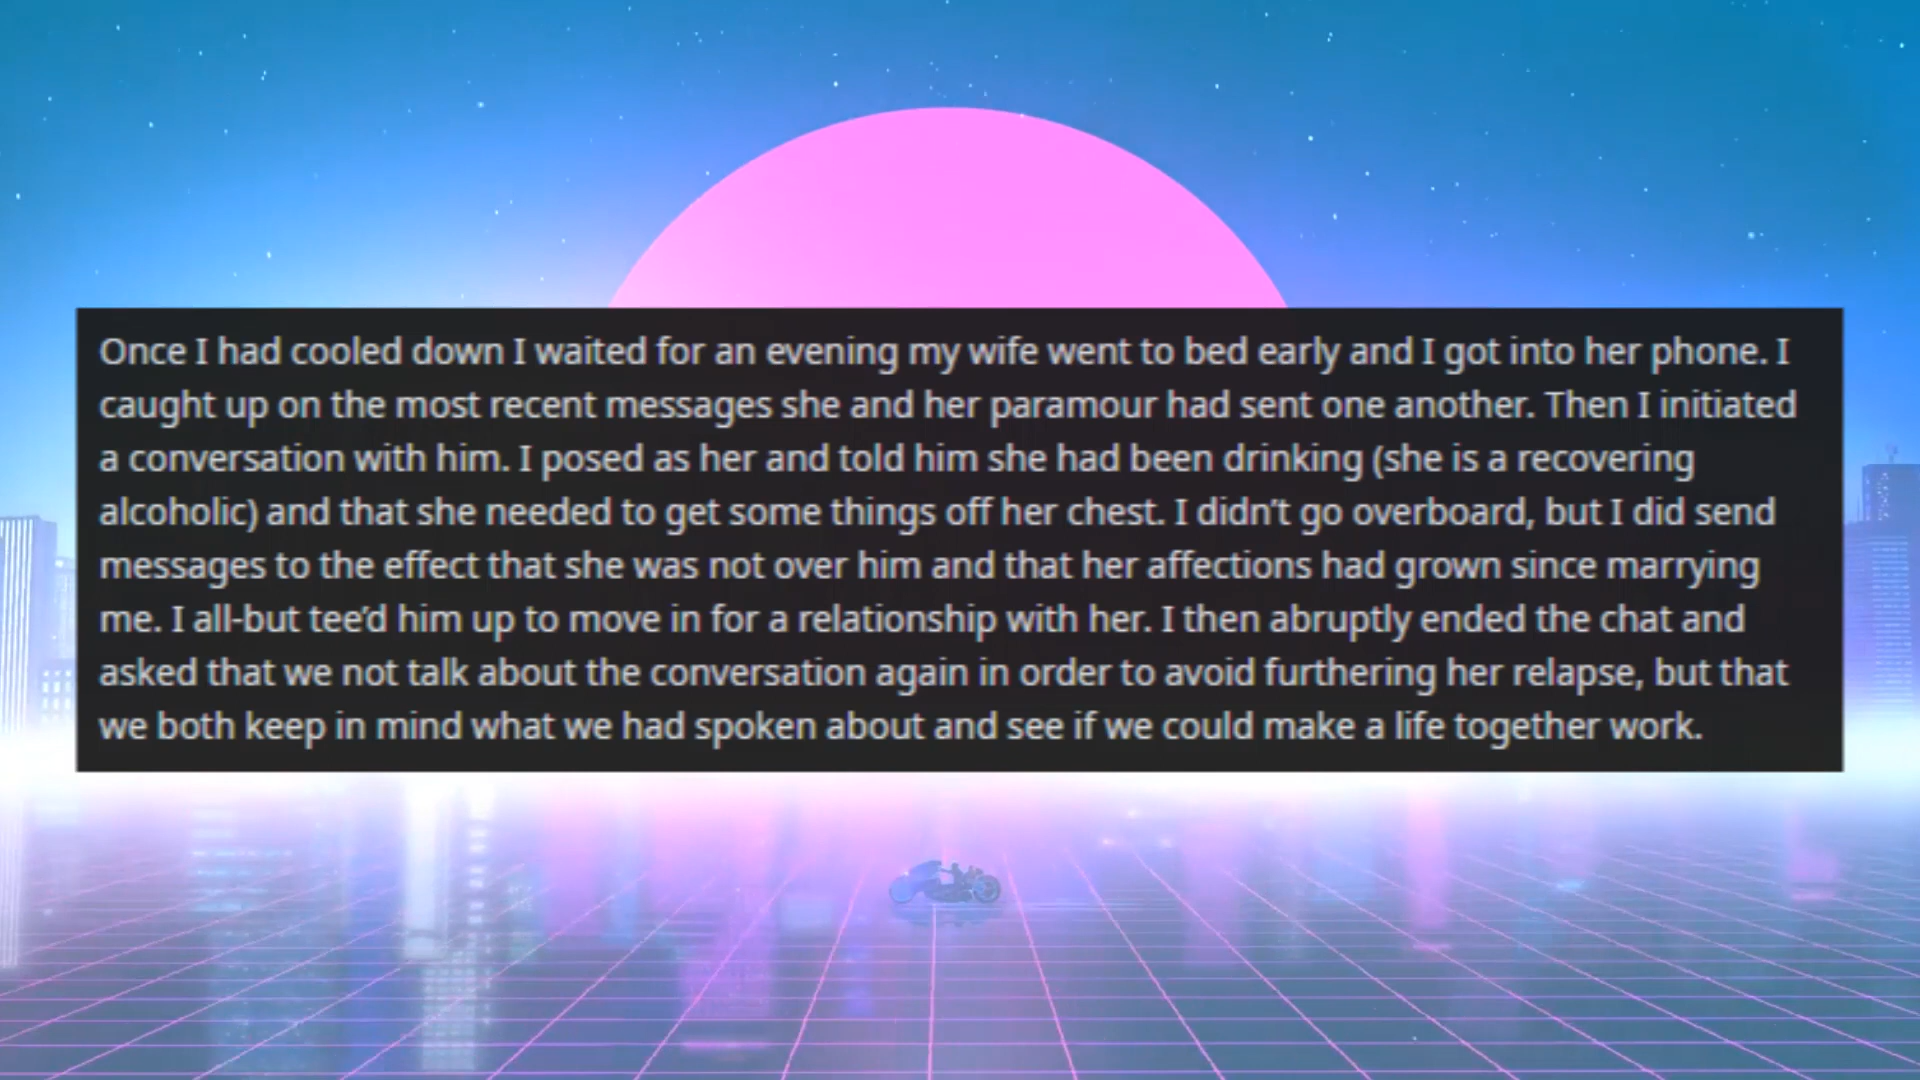 Once I had cooled down I waited for an evening my wife went to bed early and I got into her phone. I
caught up on the most recent messages she and her paramour had sent one another. Then I initiated
a conversation with him. I posed as her and told him she had been drinking (she is a recovering
alcoholic) and that she needed to get some things off her chest. I didn’t go overboard, but I did send
messages to the effect that she was not over him and that her affections had grown since marrying
me. I all-but tee’d him up to move in for a relationship with her. I then abruptly ended the chat and
asked that we not talk about the conversation again in order to avoid furthering her relapse, but that
we both keep in mind what we had spoken about and see if we could make a life together work.